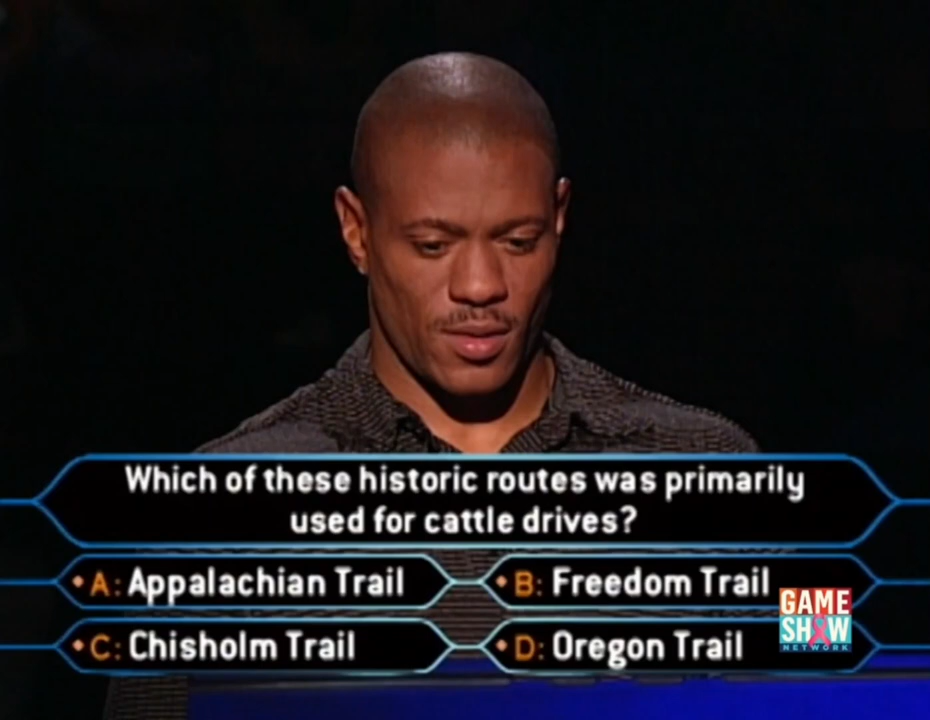 Which of these historic routes was primarily
used for cattle drives?
A: Appalachian Trail
B: Freedom Trail
C: Chisholm Trail
D: Oregon Trail
GAME
SHOW
NETWORK